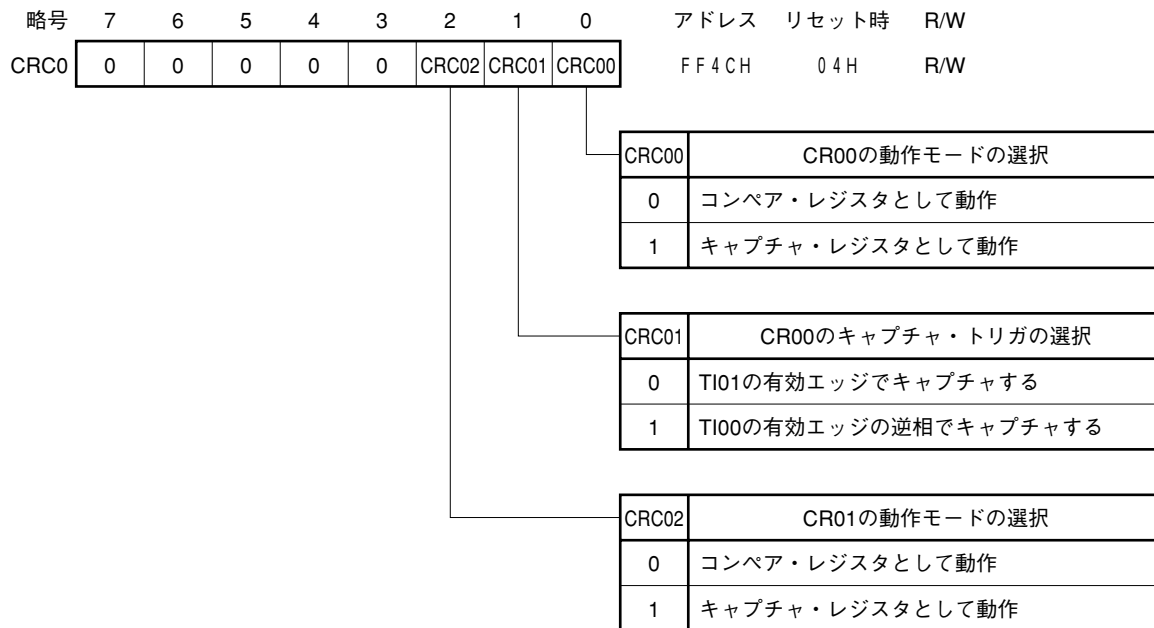 略号 7 6 5 4 3 2 1 0 アドレス リセット時 R/W
CRC0 0 0 0 0 0 CRC02 CRC01 CRC00 FF4CH 04H R/W
CRC00 CR00の動作モードの選択
0 コンペア・レジスタとして動作
1 キャプチャ・レジスタとして動作
CRC01 CR00のキャプチャ・トリガの選択
0 TI01の有効エッジでキャプチャする
1 TI00の有効エッジの逆相でキャプチャする
CRC02 CR01の動作モードの選択
0 コンペア・レジスタとして動作
1 キャプチャ・レジスタとして動作